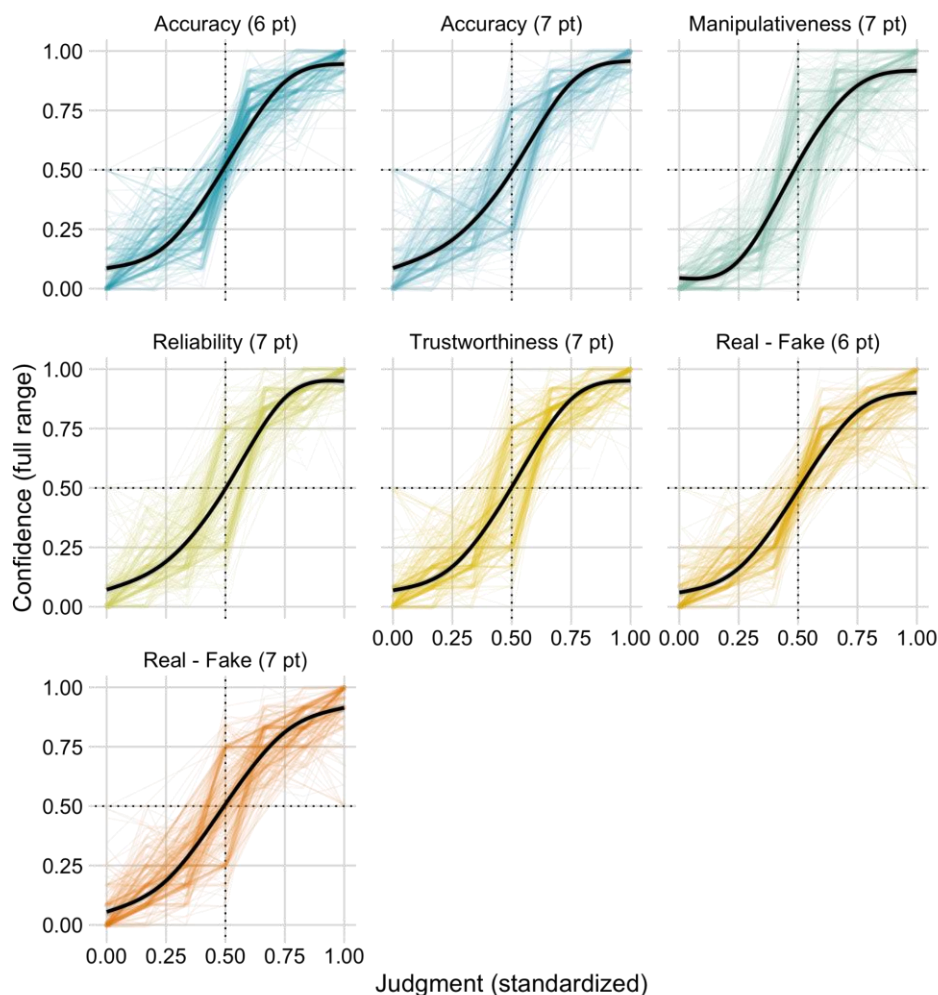 Accuracy (6 pt) Accuracy (7 pt) Manipulativeness (7 pt)
1.00
0.75
0.50
0.25
0.00
Reliability (7 pt) Trustworthiness (7 pt) Real - Fake (6 pt)
1.00
0.75
0.50
0.25
0.00
Confidence (full range)
0.00 0.25 0.50 0.75 1.00 0.00 0.25 0.50 0.75 1.00
Real - Fake (7 pt)
1.00
0.75
0.50
0.25
0.00
0.00 0.25 0.50 0.75 1.00
Judgment (standardized)